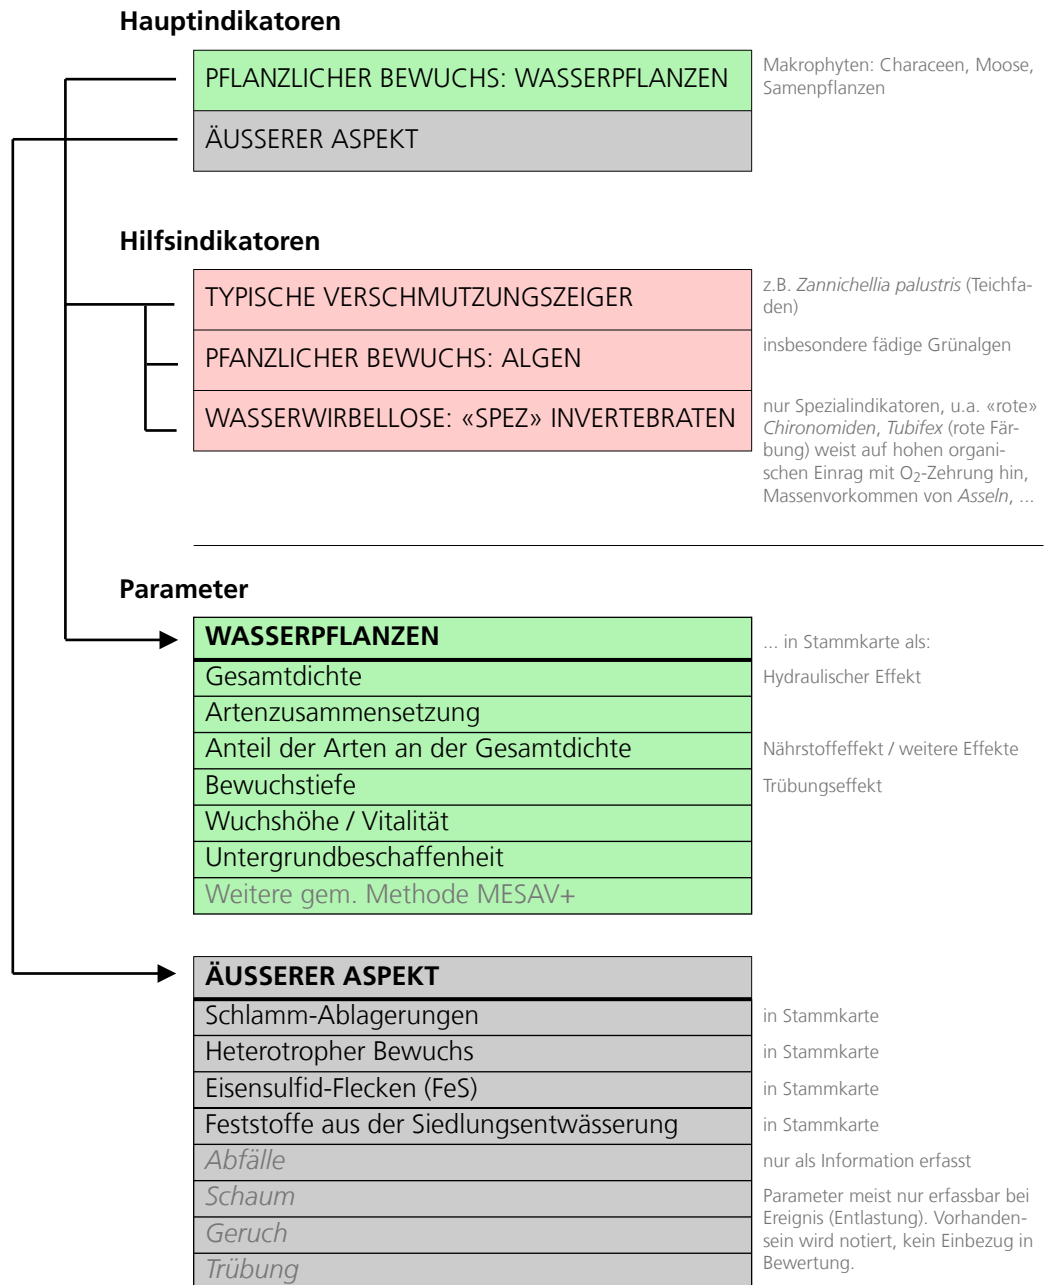 Hauptindikatoren
PFLANZLICHER BEWUCHS: WASSERPFLANZEN
Makrophyten: Characeen, Moose,
Samenpflanzen
ÄUSSERER ASPEKT
Hilfsindikatoren
TYPISCHE VERSCHMUTZUNGSZEIGER
z.B. Zannichellia palustris (Teichfa-
den)
PFANZLICHER BEWUCHS: ALGEN
insbesondere fädige Grünalgen
WASSERWIRBELLOSE: «SPEZ» INVERTEBRATEN
nur Spezialindikatoren, u.a. «rote»
Chironomiden, Tubifex (rote Fär-
bung) weist auf hohen organi-
schen Einrag mit O2-Zehrung hin,
Massenvorkommen von Asseln, ...
Parameter
WASSERPFLANZEN
... in Stammkarte als:
Gesamtdichte
Hydraulischer Effekt
Artenzusammensetzung
Anteil der Arten an der Gesamtdichte
Nährstoffeffekt / weitere Effekte
Bewuchstiefe
Trübungseffekt
Wuchshöhe / Vitalität
Untergrundbeschaffenheit
Weitere gem. Methode MESAV+
ÄUSSERER ASPEKT
Schlamm-Ablagerungen
in Stammkarte
Heterotropher Bewuchs
in Stammkarte
Eisensulfid-Flecken (FeS)
in Stammkarte
Feststoffe aus der Siedlungsentwässerung
in Stammkarte
Abfälle
nur als Information erfasst
Schaum
Geruch
Trübung
Parameter meist nur erfassbar bei
Ereignis (Entlastung). Vorhanden-
sein wird notiert, kein Einbezug in
Bewertung.